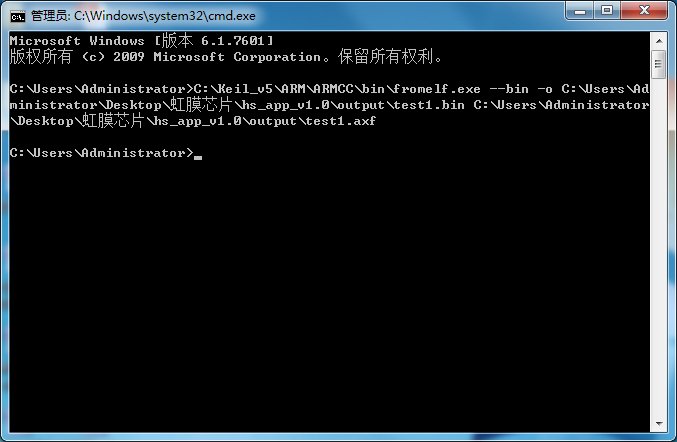 管理员: C:\Windows\system32\cmd.exe
Microsoft Windows [版本 6.1.7601]
版权所有 (c) 2009 Microsoft Corporation。保留所有权利。
C:\Users\Administrator>C:\Keil_v5\ARM\ARMCC\bin\fromelf.exe --bin -o C:\Users\Ad
ministrator\Desktop\虹膜芯片\hs_app_v1.0\output\test1.bin C:\Users\Administrator
\Desktop\虹膜芯片\hs_app_v1.0\output\test1.axf
C:\Users\Administrator>_